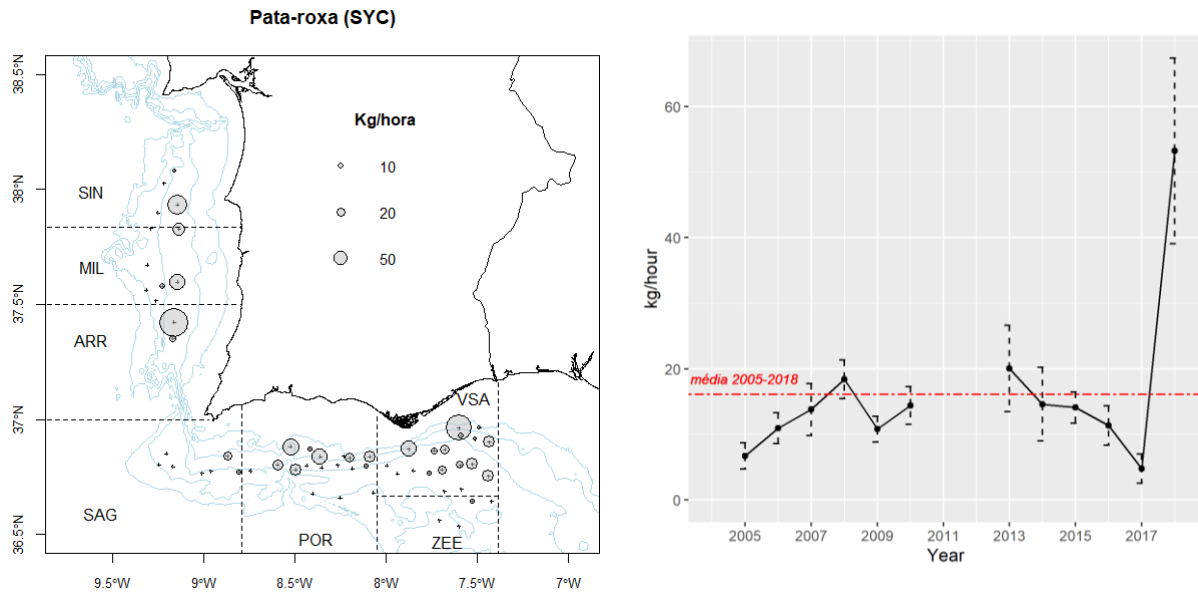 Pata-roxa (SYC)
38.5°N
38°N
37.5°N
37°N
36.5°N
Kg/hora
10
20
50
SIN
MIL
ARR
VSA
SAG
POR
ZEE
9.5°W 9°W 8.5°W 8°W 7.5°W 7°W
kg/hour
60
40
20
0
média 2005-2018
2005 2007 2009 2011 2013 2015 2017
Year